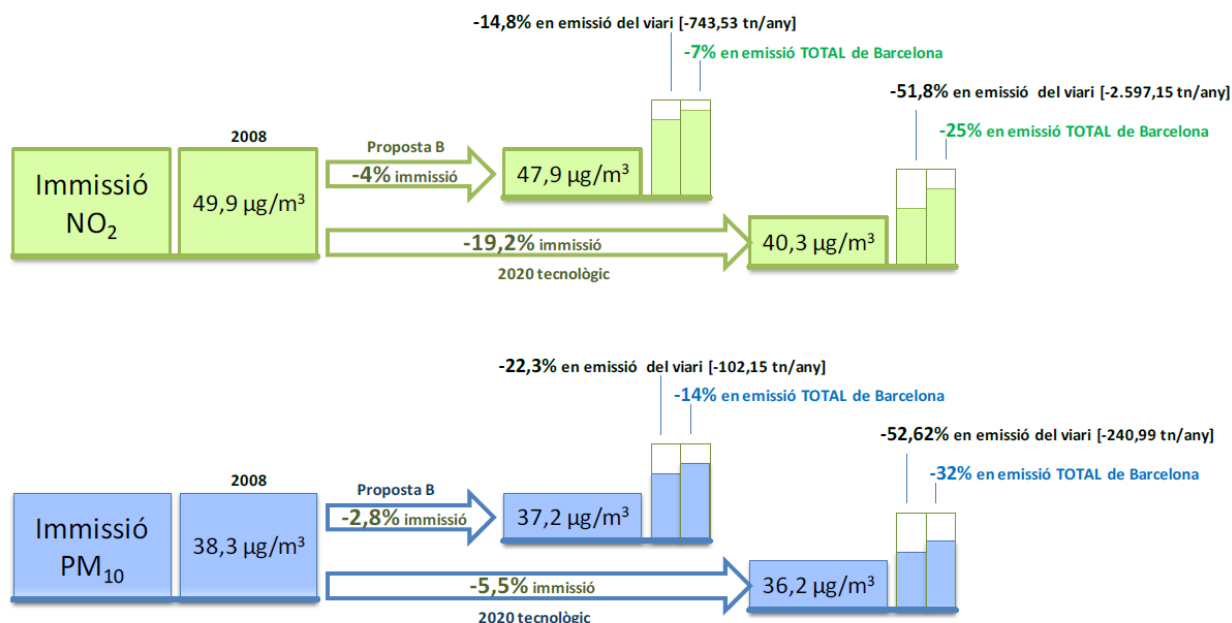 -14,8% en emissió del viari [-743,53 tn/any]
-7% en emissió TOTAL de Barcelona
-51,8% en emissió del viari [-2.597,15 tn/any]
-25% en emissió TOTAL de Barcelona
2008
Proposta B
Immissió
NO₂
49,9 µg/m³
-4% immissió
47,9 µg/m³
-19,2% immissió
40,3 µg/m³
2020 tecnològic
-22,3% en emissió del viari [-102,15 tn/any]
-14% en emissió TOTAL de Barcelona
-52,62% en emissió del viari [-240,99 tn/any]
-32% en emissió TOTAL de Barcelona
2008
Proposta B
Immissió
PM₁₀
38,3 µg/m³
-2,8% immissió
37,2 µg/m³
-5,5% immissió
36,2 µg/m³
2020 tecnològic